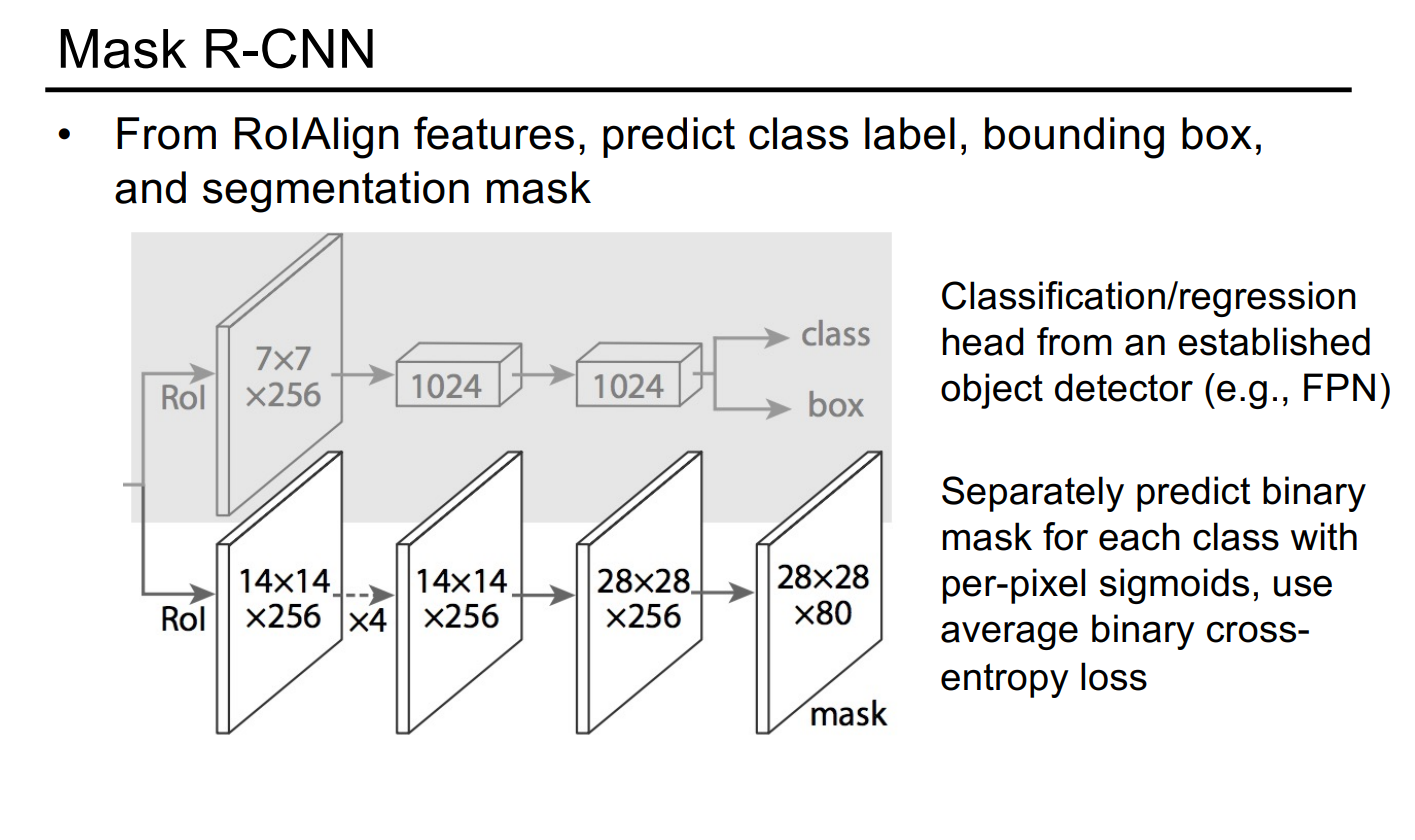 Mask R-CNN
• From RoIAlign features, predict class label, bounding box,
and segmentation mask
7×7
×256
RoI
1024
1024
class
box
Classification/regression
head from an established
object detector (e.g., FPN)
14×14
×256
RoI
×4
14×14
×256
28×28
×256
28×28
×80
mask
Separately predict binary
mask for each class with
per-pixel sigmoids, use
average binary cross-
entropy loss